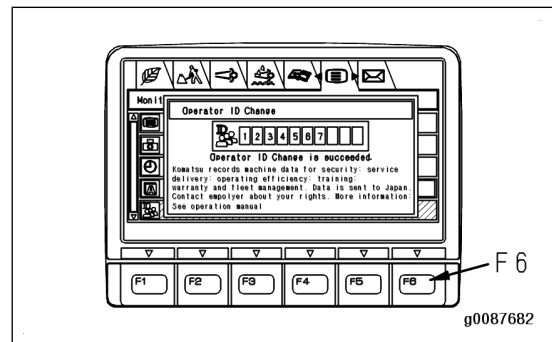 Monit
Operator ID Change
ID 1 2 3 4 5 6 7
Operator ID Change is succeeded.
Komatsu records machine data for security: service
delivery: operating efficiency: training:
warranty and fleet management. Data is sent to Japan.
Contact empolyer about your rights. More information:
See operation manual
F1 F2 F3 F4 F5 F6
F6
g0087682